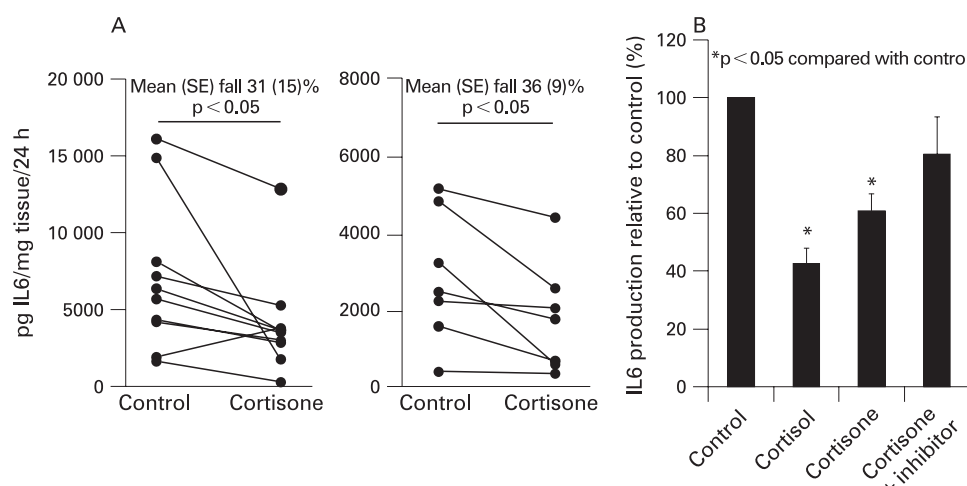 A
20 000
15 000
10 000
5000
0
pg IL6/mg tissue/24 h
Mean (SE) fall 31 (15)%
p < 0.05
Control
Cortisone
8000
6000
4000
2000
0
Mean (SE) fall 36 (9)%
p < 0.05
Control
Cortisone
B
120
100
80
60
40
20
0
IL6 production relative to control (%)
*p < 0.05 compared with contro
*
*
Control
Cortisol
Cortisone
Cortisone
+ inhibitor